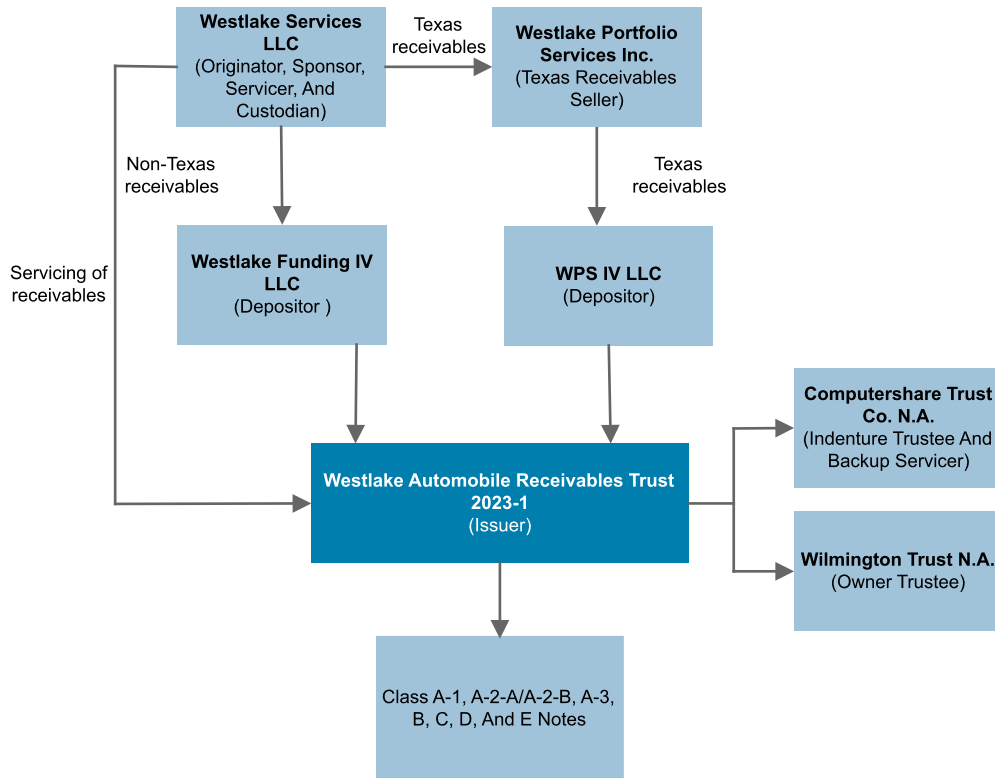 Westlake Services
LLC
(Originator, Sponsor,
Servicer, And
Custodian)
Texas
receivables
Westlake Portfolio
Services Inc.
(Texas Receivables
Seller)
Non-Texas
receivables
Texas
receivables
Servicing of
receivables
Westlake Funding IV
LLC
(Depositor )
WPS IV LLC
(Depositor)
Computershare Trust
Co. N.A.
(Indenture Trustee And
Backup Servicer)
Westlake Automobile Receivables Trust
2023-1
(Issuer)
Wilmington Trust N.A.
(Owner Trustee)
Class A-1, A-2-A/A-2-B, A-3,
B, C, D, And E Notes